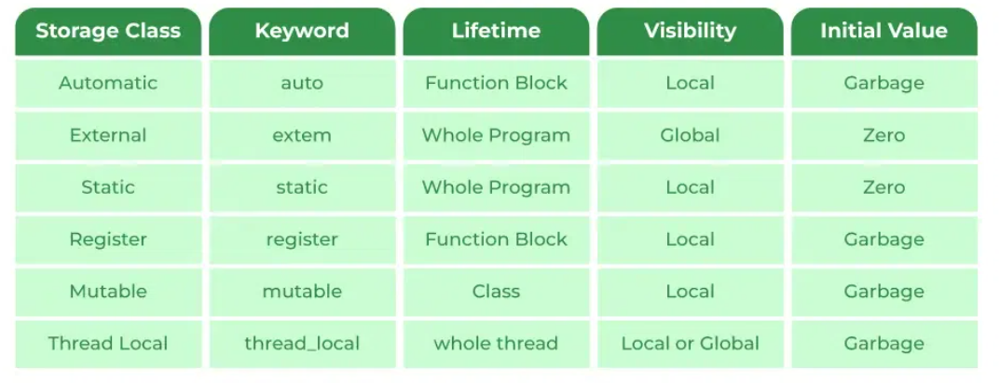 Storage Class Keyword Lifetime Visibility Initial Value
Automatic auto Function Block Local Garbage
External extem Whole Program Global Zero
Static static Whole Program Local Zero
Register register Function Block Local Garbage
Mutable mutable Class Local Garbage
Thread Local thread_local whole thread Local or Global Garbage